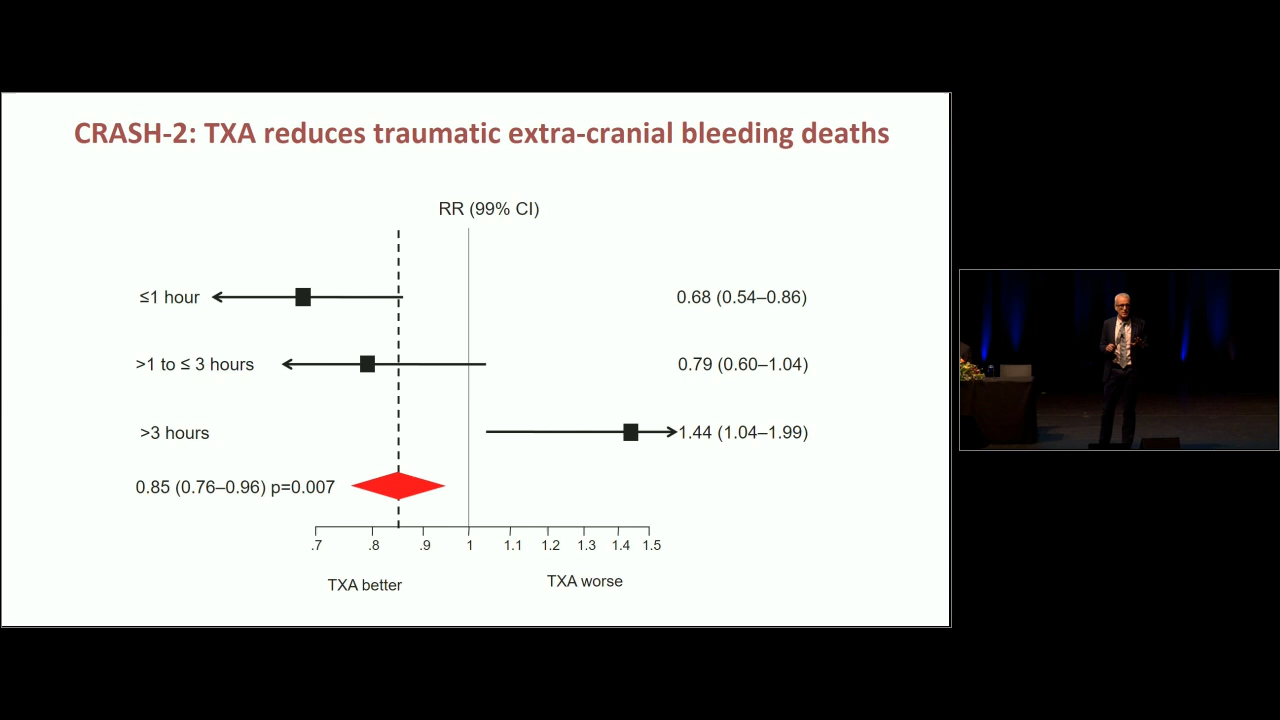 CRASH-2: TXA reduces traumatic extra-cranial bleeding deaths
RR (99% CI)
≤1 hour 0.68 (0.54–0.86)
>1 to ≤ 3 hours 0.79 (0.60–1.04)
>3 hours 1.44 (1.04–1.99)
0.85 (0.76–0.96) p=0.007
.7 .8 .9 1 1.1 1.2 1.3 1.4 1.5
TXA better TXA worse